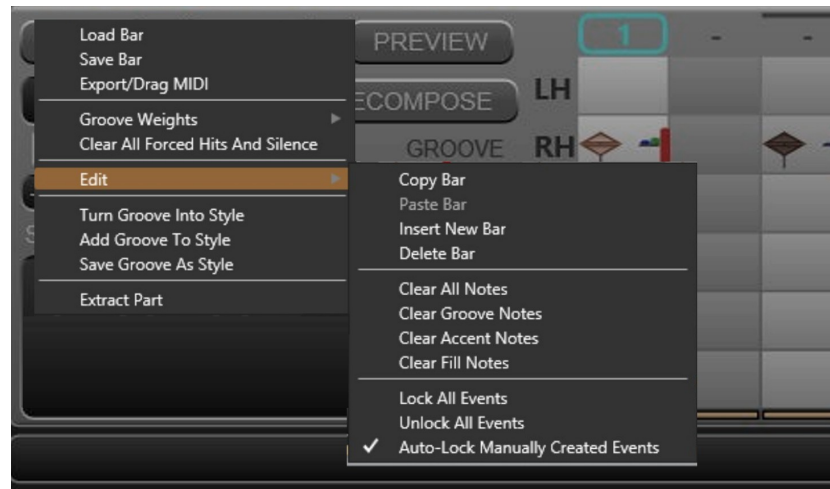 Load Bar
Save Bar
Export/Drag MIDI
Groove Weights
Clear All Forced Hits And Silence
Edit
Turn Groove Into Style
Add Groove To Style
Save Groove As Style
Extract Part
Copy Bar
Paste Bar
Insert New Bar
Delete Bar
Clear All Notes
Clear Groove Notes
Clear Accent Notes
Clear Fill Notes
Lock All Events
Unlock All Events
Auto-Lock Manually Created Events
PREVIEW
ECOMPOSE
GROOVE
1 - -
LH
RH